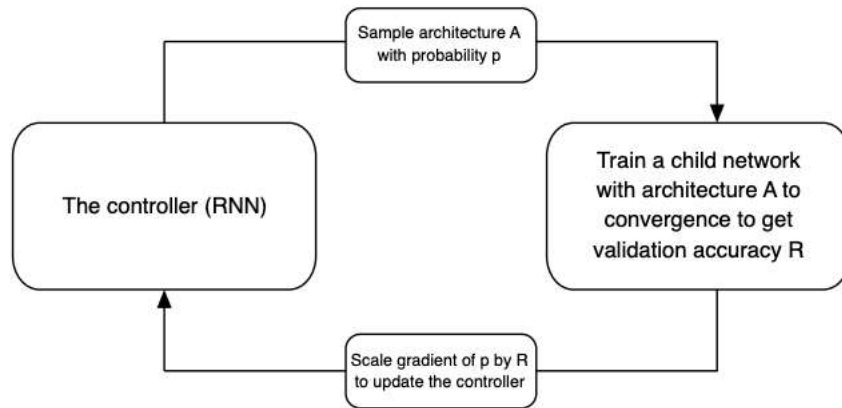 Sample architecture A
with probability p
The controller (RNN)
Train a child network
with architecture A to
convergence to get
validation accuracy R
Scale gradient of p by R
to update the controller